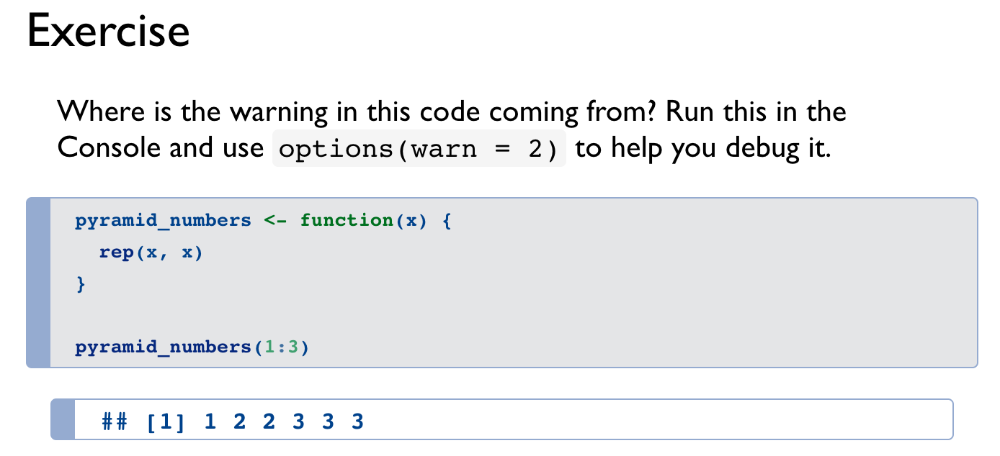 Exercise
Where is the warning in this code coming from? Run this in the
Console and use options(warn = 2) to help you debug it.
pyramid_numbers <- function(x) {
  rep(x, x)
}

pyramid_numbers(1:3)
## [1] 1 2 2 3 3 3